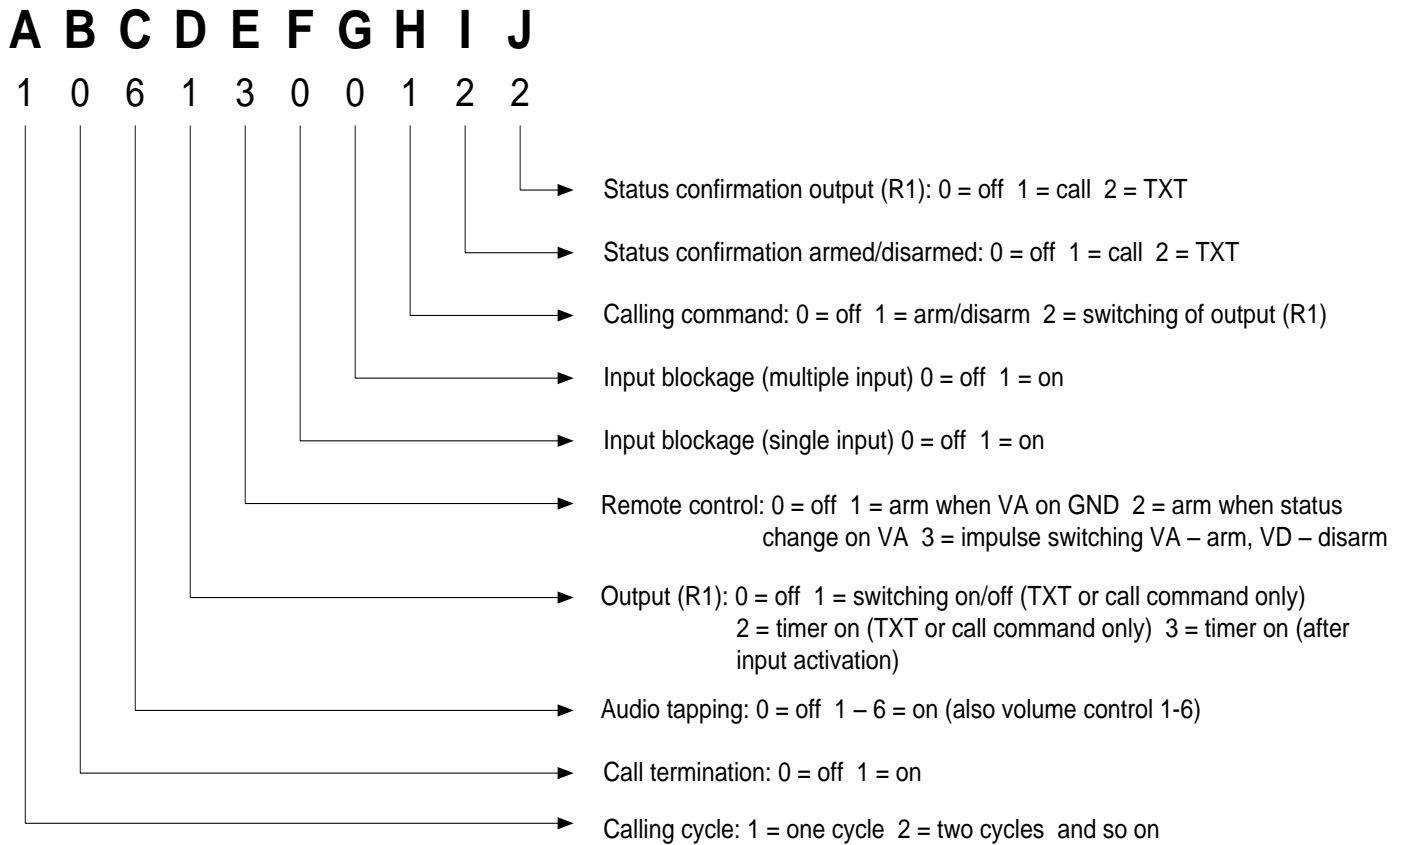 A B C D E F G H I J
1 0 6 1 3 0 0 1 2 2
Status confirmation output (R1): 0 = off 1 = call 2 = TXT
Status confirmation armed/disarmed: 0 = off 1 = call 2 = TXT
Calling command: 0 = off 1 = arm/disarm 2 = switching of output (R1)
Input blockage (multiple input) 0 = off 1 = on
Input blockage (single input) 0 = off 1 = on
Remote control: 0 = off 1 = arm when VA on GND 2 = arm when status
change on VA 3 = impulse switching VA – arm, VD – disarm
Output (R1): 0 = off 1 = switching on/off (TXT or call command only)
2 = timer on (TXT or call command only) 3 = timer on (after
input activation)
Audio tapping: 0 = off 1 – 6 = on (also volume control 1-6)
Call termination: 0 = off 1 = on
Calling cycle: 1 = one cycle 2 = two cycles and so on